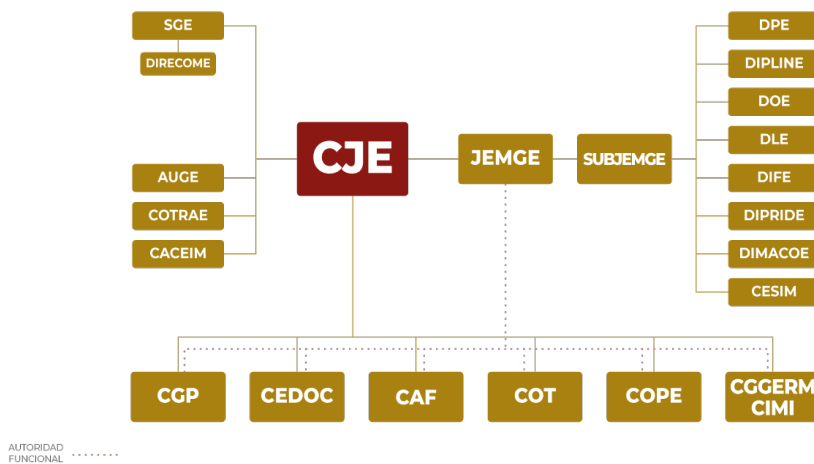 SGE
DIRECOME
AUGE
COTRAE
CACEIM
CJE
JEMGE
SUBJEMGE
DPE
DIPLINE
DOE
DLE
DIFE
DIPRIDE
DIMACOE
CESIM
CGP
CEDOC
CAF
COT
COPE
CGGERM
CIMI
AUTORIDAD
FUNCIONAL